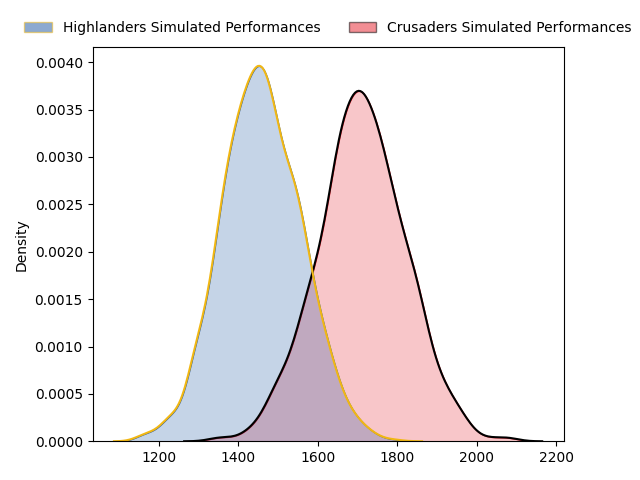 Highlanders Simulated Performances
Crusaders Simulated Performances
Density
0.0040
0.0035
0.0030
0.0025
0.0020
0.0015
0.0010
0.0005
0.0000
1200 1400 1600 1800 2000 2200